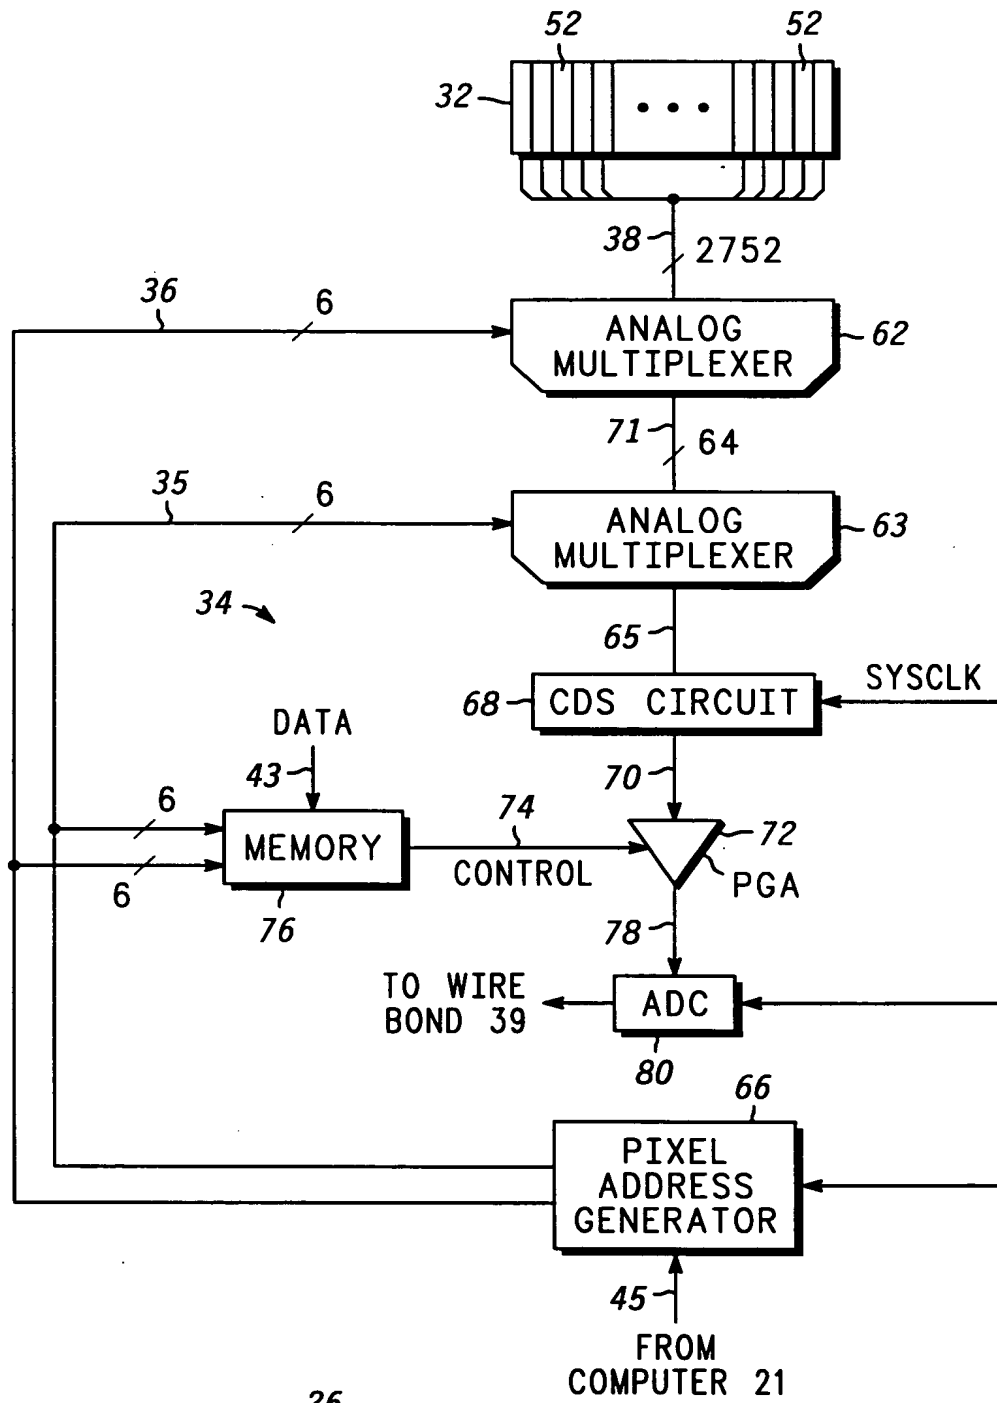 52
52
32
38
2752
36
6
ANALOG
MULTIPLEXER
62
71
64
35
6
ANALOG
MULTIPLEXER
63
34
65
SYSCLK
68
CDS CIRCUIT
DATA
43
70
6
74
72
MEMORY
CONTROL
PGA
6
76
78
TO WIRE
BOND 39
ADC
80
66
PIXEL
ADDRESS
GENERATOR
45
FROM
COMPUTER 21
26